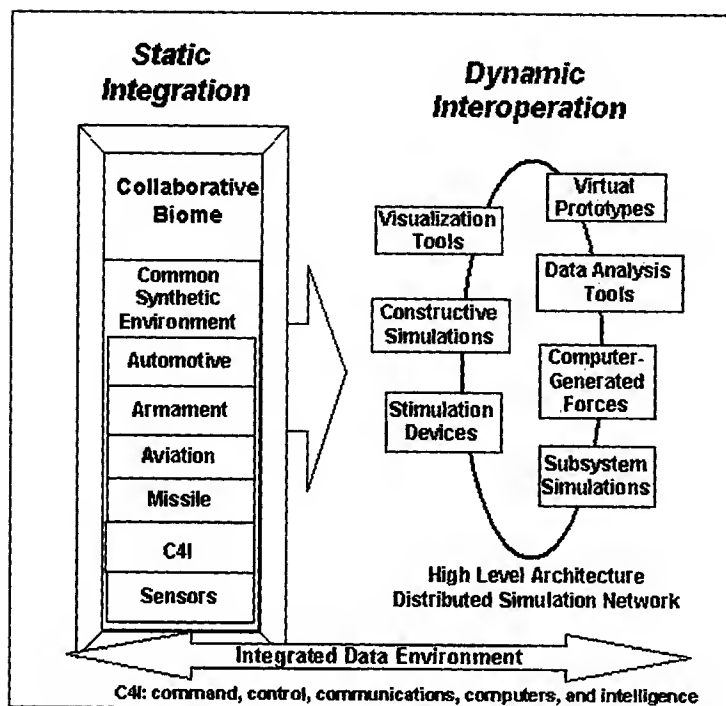 Static
Integration
Collaborative
Biome
Common
Synthetic
Environment
Automotive
Armament
Aviation
Missile
C4I
Sensors
Dynamic
Interoperation
Visualization
Tools
Constructive
Simulations
Stimulation
Devices
Virtual
Prototypes
Data Analysis
Tools
Computer-
Generated
Forces
Subsystem
Simulations
High Level Architecture
Distributed Simulation Network
Integrated Data Environment
C4I: command, control, communications, computers, and intelligence